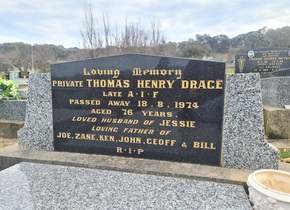 Loving Memory
PRIVATE THOMAS HENRY DRAGE
LATE A·I·F
PASSED AWAY 18.8.1974
AGED 76 YEARS.
LOVED HUSBAND OF JESSIE
LOVING FATHER OF
JOE, ZANE, KEN, JOHN, GEOFF & BILL
R·I·P